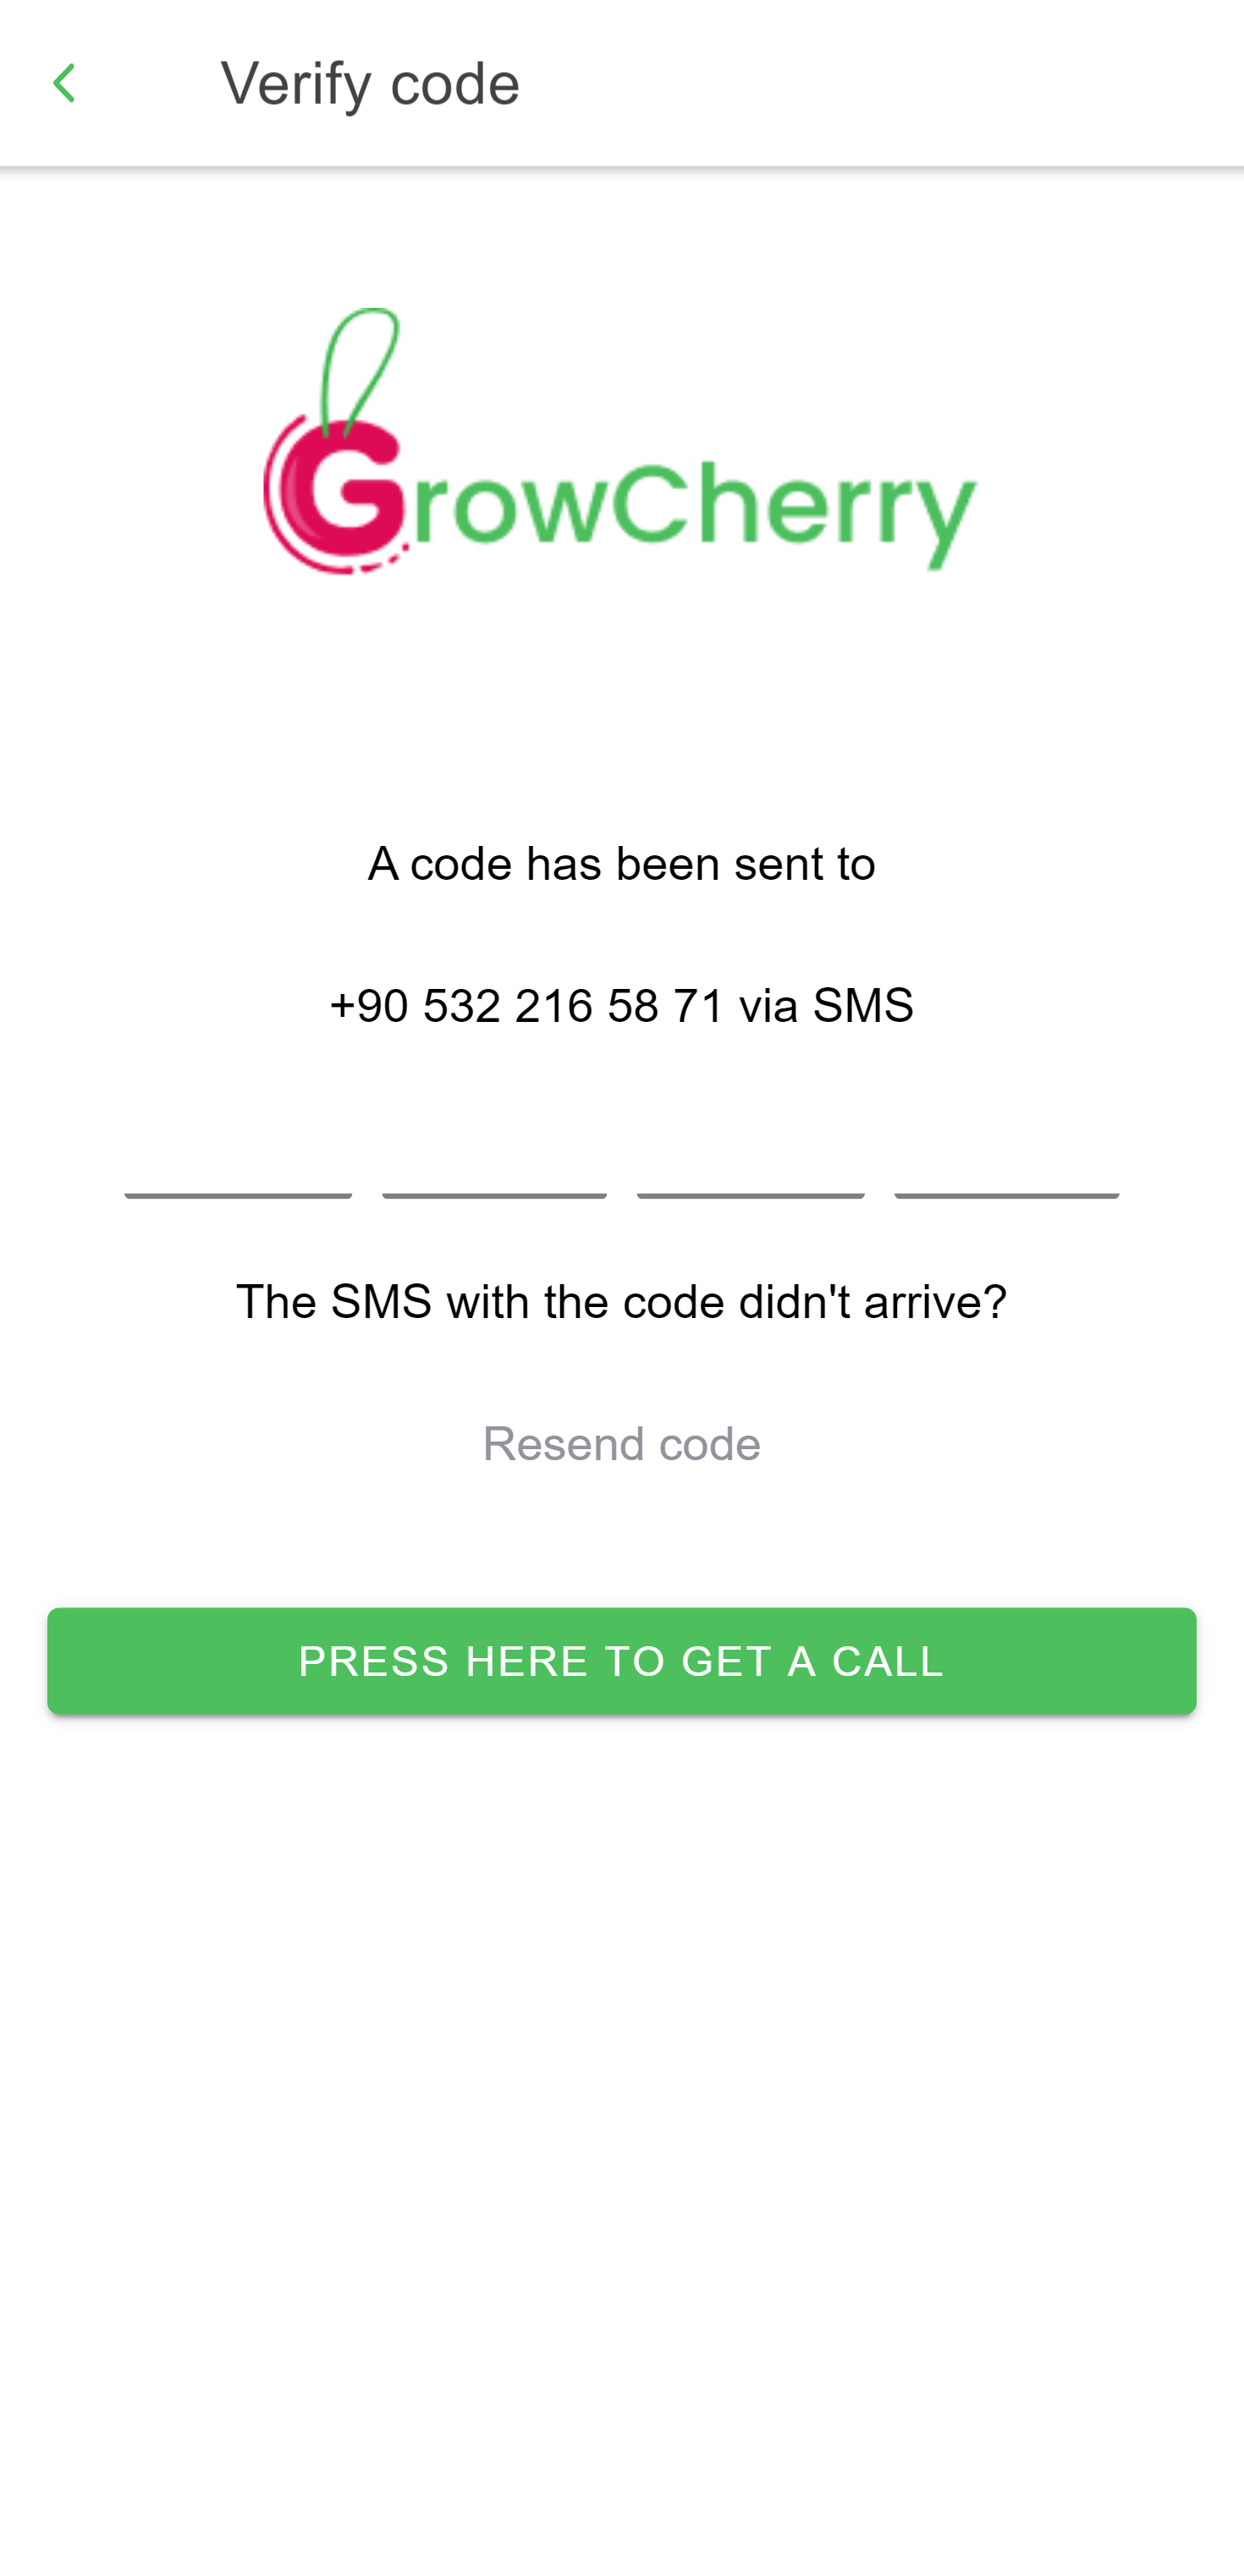 Verify code
GrowCherry
A code has been sent to
+90 532 216 58 71 via SMS
The SMS with the code didn't arrive?
Resend code
PRESS HERE TO GET A CALL